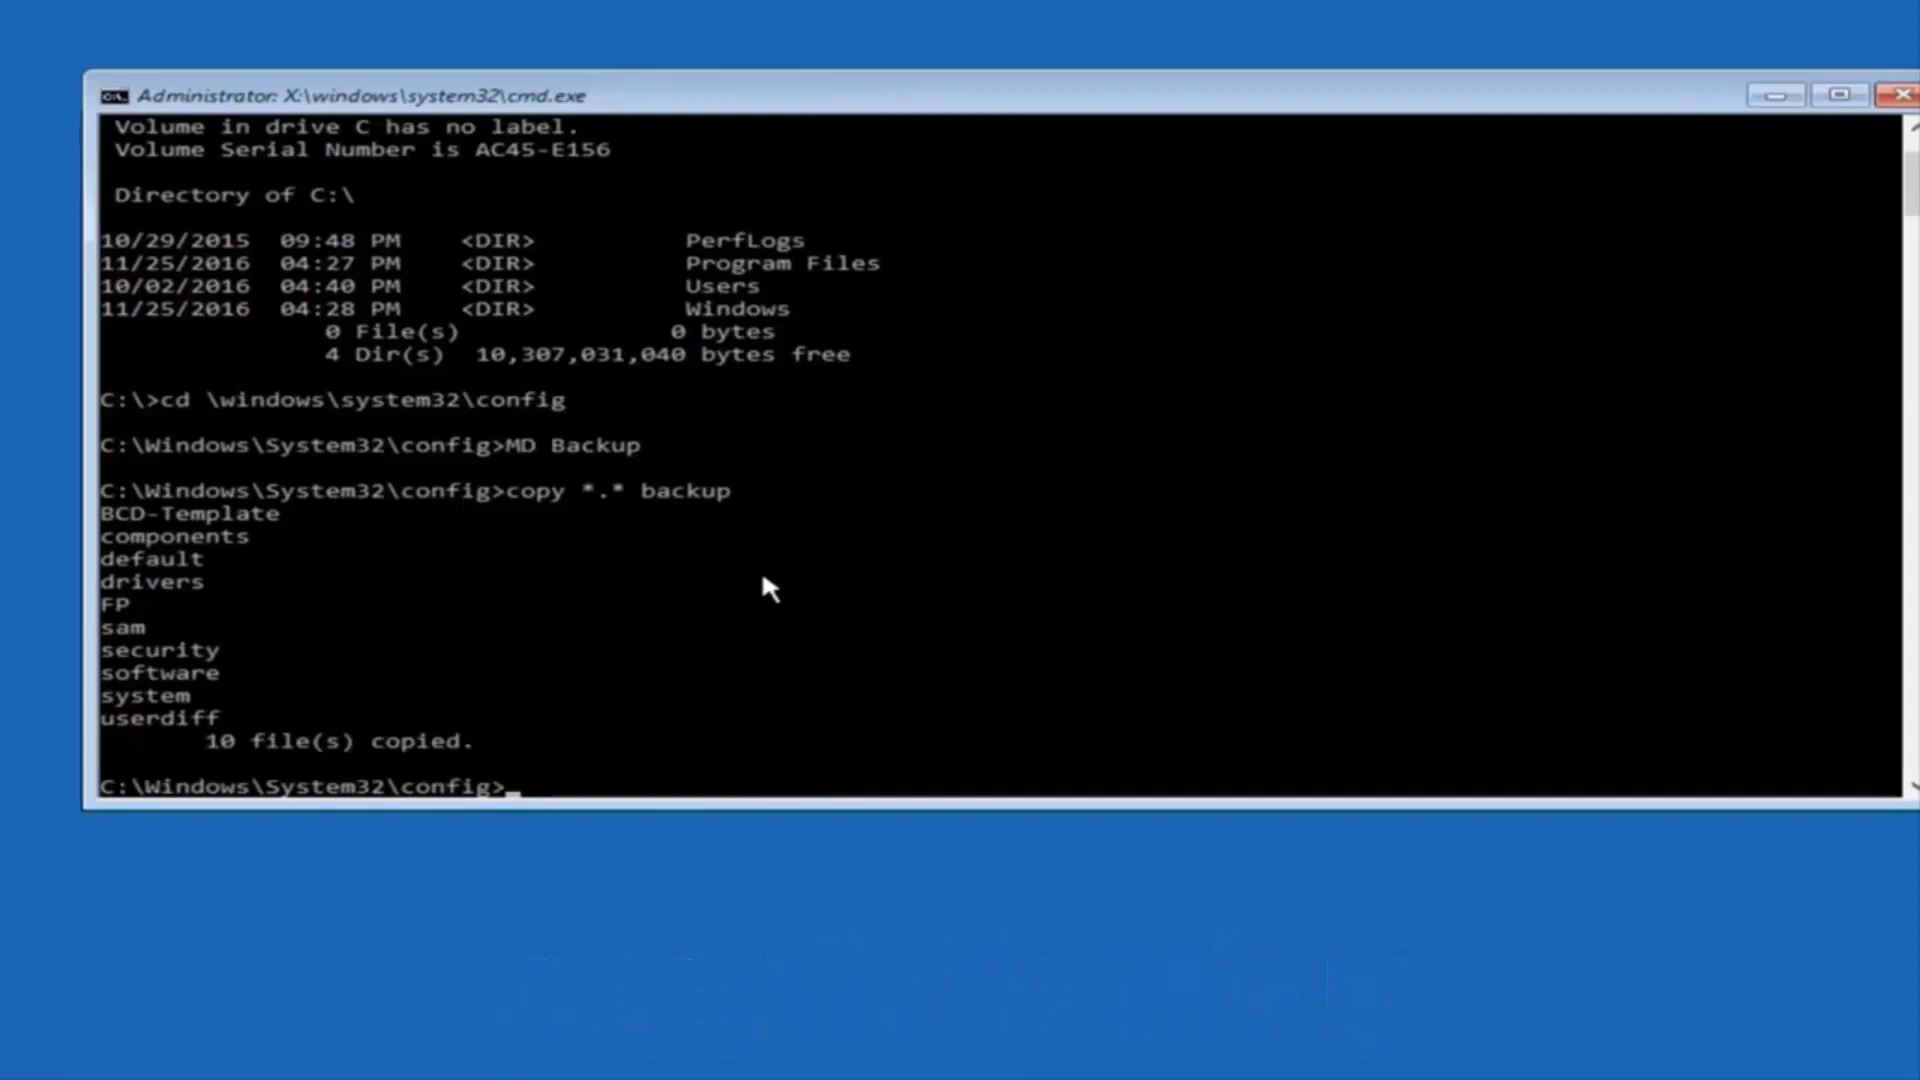 Administrator: X:\windows\system32\cmd.exe
Volume in drive C has no label.
Volume Serial Number is AC45-E156
Directory of C:\
10/29/2015  09:48 PM    <DIR>          PerfLogs
11/25/2016  04:27 PM    <DIR>          Program Files
10/02/2016  04:40 PM    <DIR>          Users
11/25/2016  04:28 PM    <DIR>          Windows
0 File(s)              0 bytes
4 Dir(s)  10,307,031,040 bytes free
C:\>cd \windows\system32\config
C:\Windows\System32\config>MD Backup
C:\Windows\System32\config>copy *.* backup
BCD-Template
components
default
drivers
FP
sam
security
software
system
userdiff
10 file(s) copied.
C:\Windows\System32\config>_